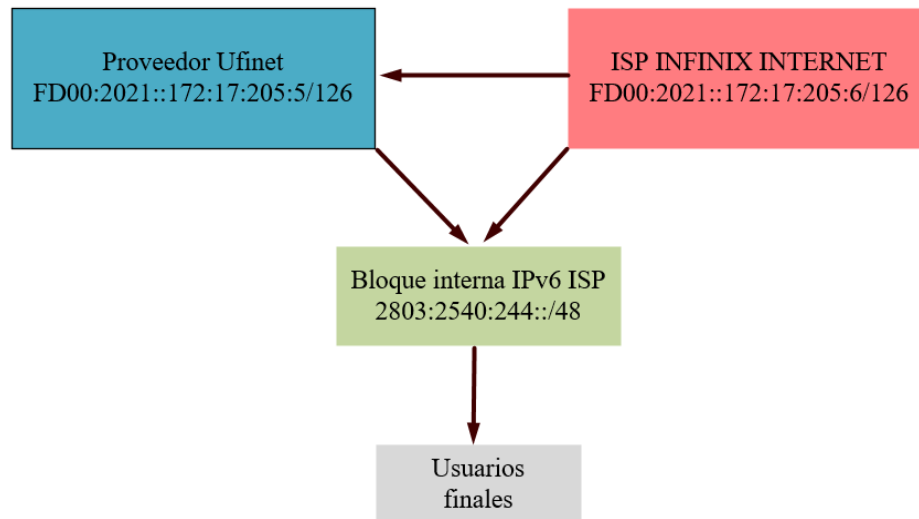 Proveedor Ufinet
FD00:2021::172:17:205:5/126
ISP INFINIX INTERNET
FD00:2021::172:17:205:6/126
Bloque interna IPv6 ISP
2803:2540:244::/48
Usuarios
finales